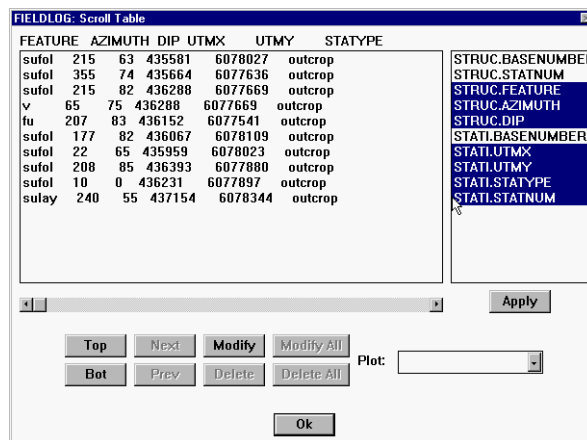 FIELDLOG: Scroll Table
FEATURE AZIMUTH DIP UTMX UTMY STATYPE
sufol 215 63 435581 6078027 outcrop
sufol 355 74 435664 6077636 outcrop
sufol 215 82 436288 6077669 outcrop
v 65 75 436288 6077669 outcrop
fu 207 83 436152 6077541 outcrop
sufol 177 82 436067 6078109 outcrop
sufol 22 65 435959 6078023 outcrop
sufol 208 85 436393 6077880 outcrop
sufol 10 0 436231 6077897 outcrop
sulay 240 55 437154 6078344 outcrop
STRUC.BASENUMBER
STRUC.STATNUM
STRUC.FEATURE
STRUC.AZIMUTH
STRUC.DIP
STATI.BASENUMBER
STATI.UTMX
STATI.UTMY
STATI.STATYPE
STATI.STATNUM
Apply
Top Next Modify Modify All
Plot:
Bot Prev Delete Delete All
Ok